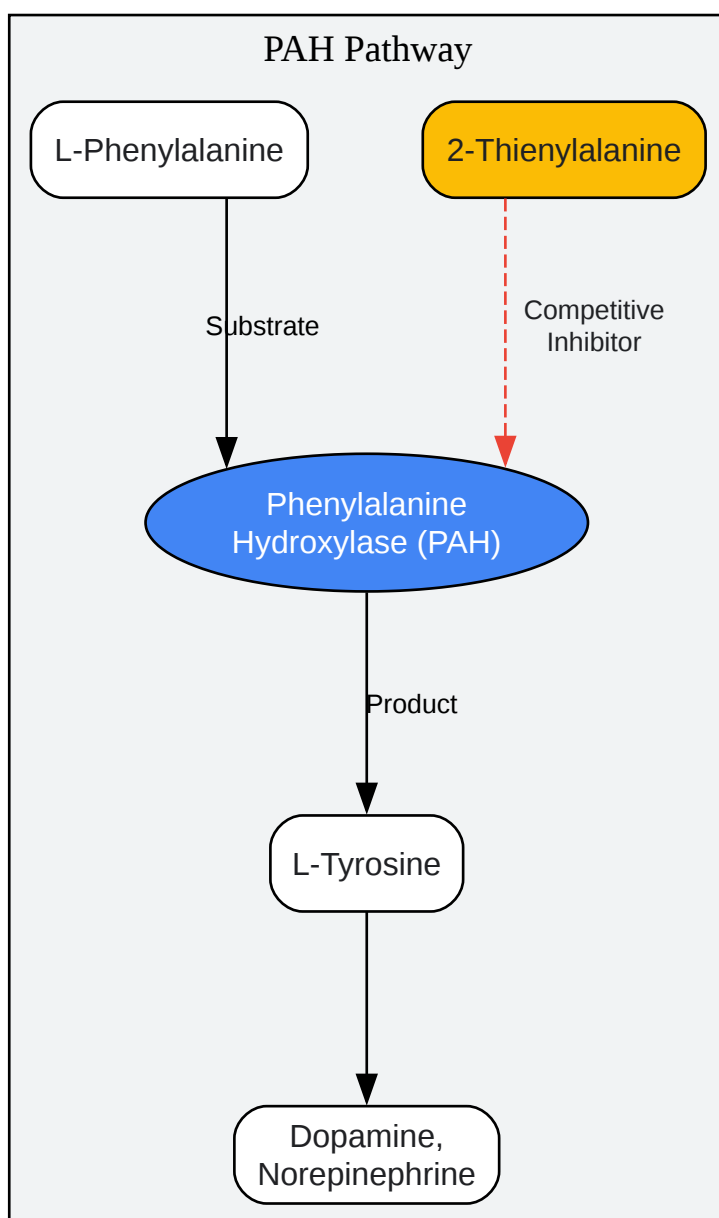 PAH Pathway
L-Phenylalanine
2-Thienylalanine
Substrate
Competitive
Inhibitor
Phenylalanine
Hydroxylase (PAH)
Product
L-Tyrosine
Dopamine,
Norepinephrine